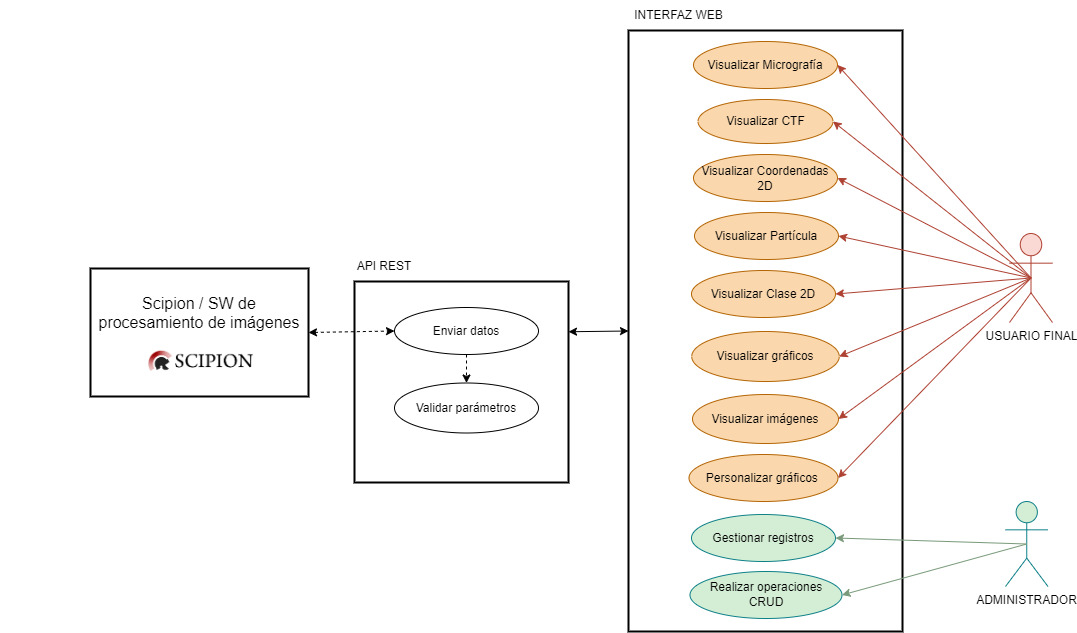 INTERFAZ WEB
Visualizar Micrografía
Visualizar CTF
Visualizar Coordenadas
2D
Visualizar Partícula
Visualizar Clase 2D
Visualizar gráficos
Visualizar imágenes
Personalizar gráficos
Gestionar registros
Realizar operaciones
CRUD
API REST
Enviar datos
Validar parámetros
Scipion / SW de
procesamiento de imágenes
SCIPION
USUARIO FINAL
ADMINISTRADOR